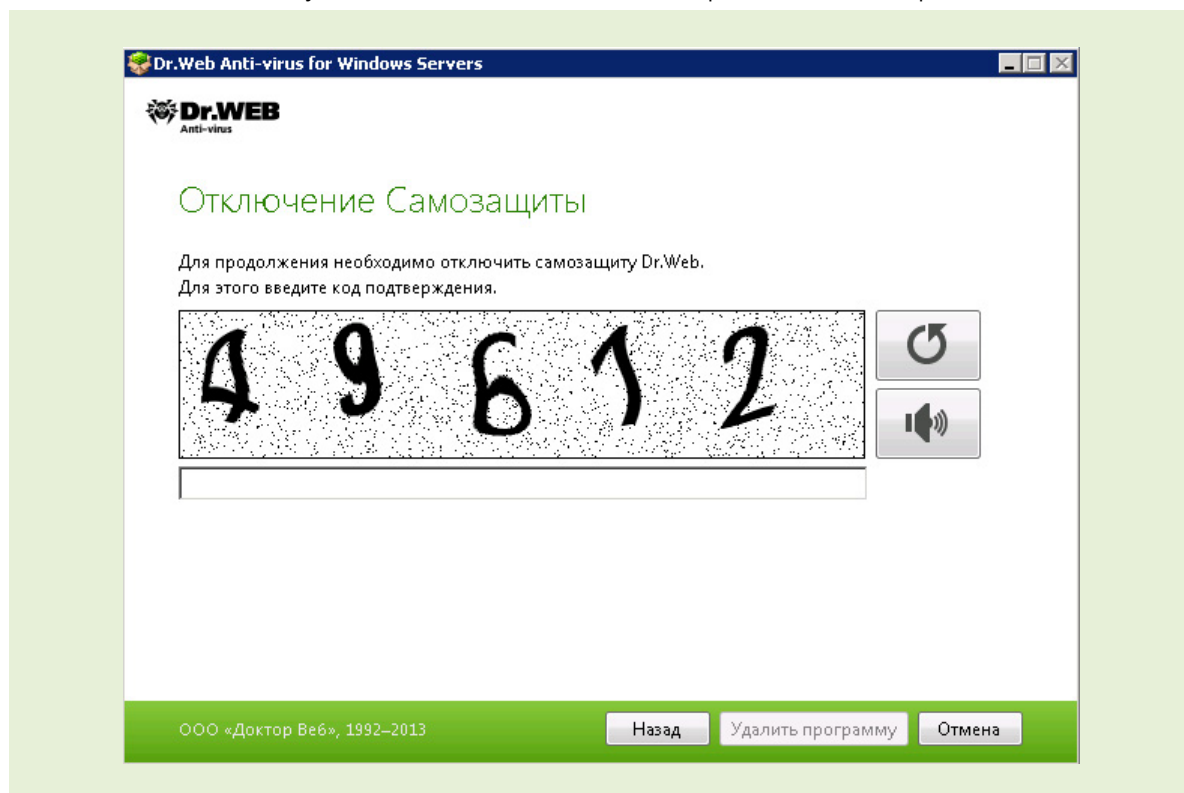 Dr.Web Anti-virus for Windows Servers
Dr.WEB
Anti-virus
Отключение Самозащиты
Для продолжения необходимо отключить самозащиту Dr.Web.
Для этого введите код подтверждения.
4 9 6 1 2
ООО «Доктор Веб», 1992–2013
Назад
Удалить программу
Отмена